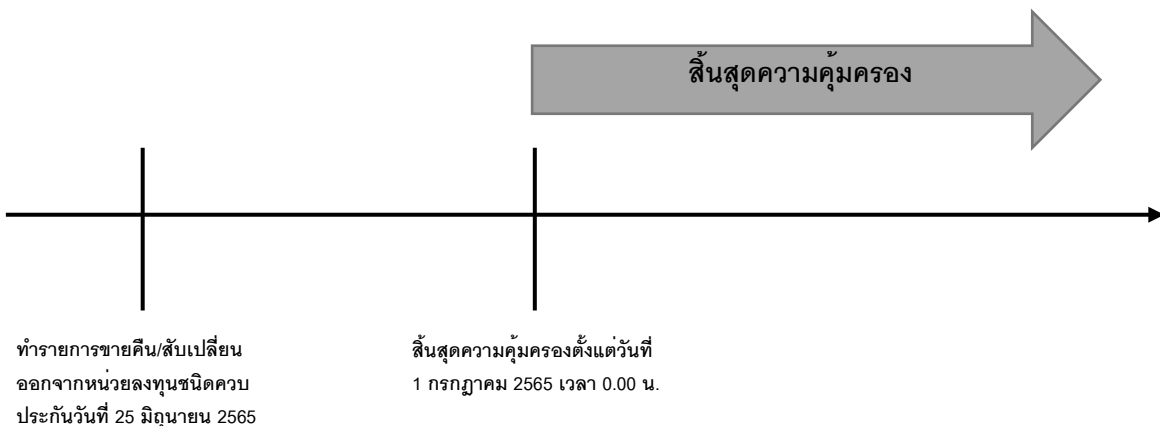 สิ้นสุดความคุ้มครอง
ทำรายการขายคืน/สับเปลี่ยน
ออกจากหน่วยลงทุนชนิดควบ
ประกันวันที่ 25 มิถุนายน 2565
สิ้นสุดความคุ้มครองตั้งแต่วันที่
1 กรกฎาคม 2565 เวลา 0.00 น.